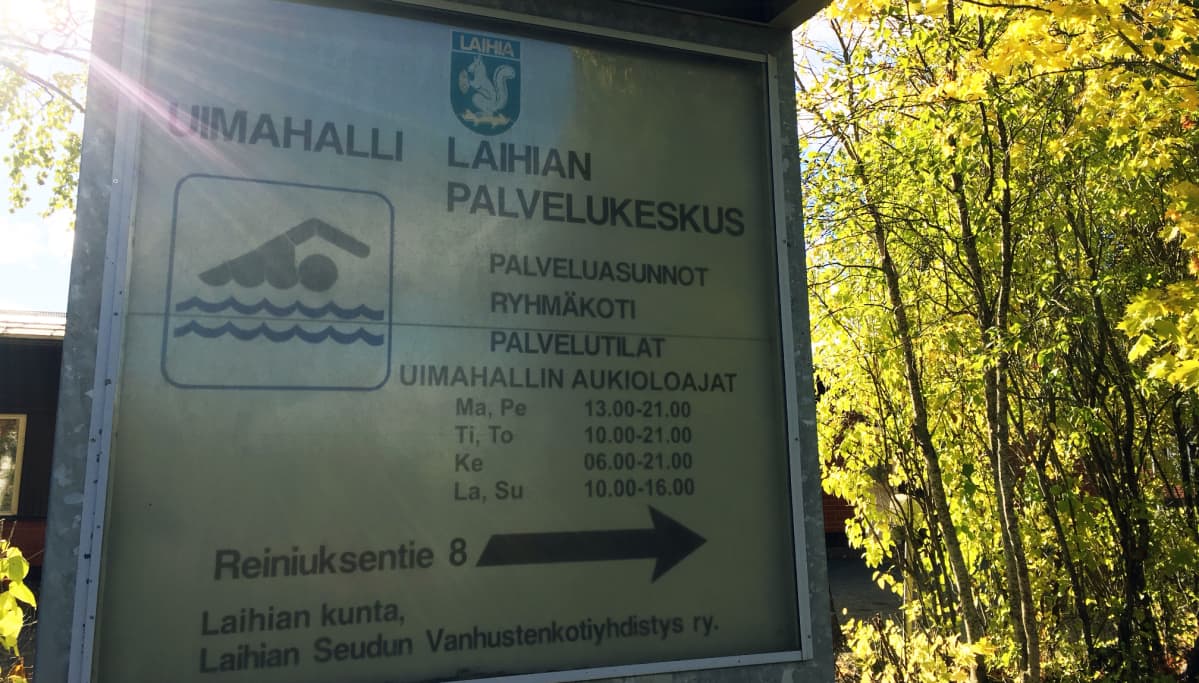 LAIHIA
UIMAHALLI
LAIHIAN
PALVELUKESKUS
PALVELUASUNNOT
RYHMÄKOTI
PALVELUTILAT
UIMAHALLIN AUKIOLOAJAT
Ma, Pe 13.00-21.00
Ti, To 10.00-21.00
Ke 06.00-21.00
La, Su 10.00-16.00
Reiniuksentie 8
Laihian kunta,
Laihian Seudun Vanhustenkotiyhdistys ry.